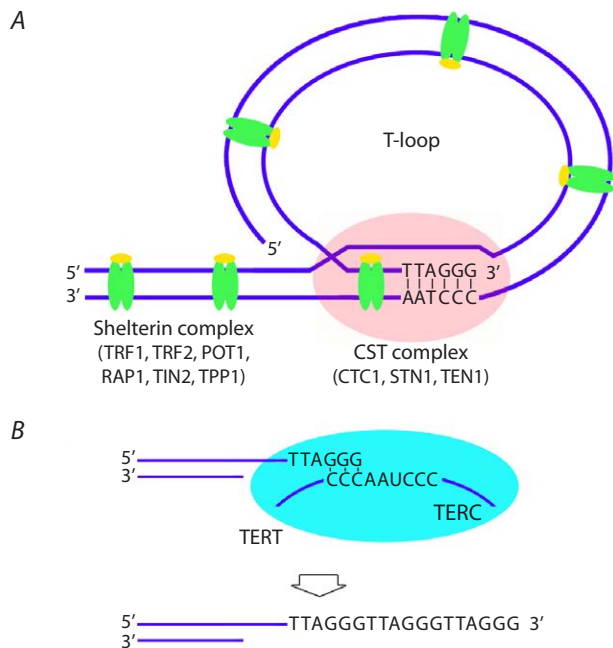 A
T-loop
5′
5′
TTAGGG 3′
3′
AATCCC
Shelterin complex
(TRF1, TRF2, POT1,
RAP1, TIN2, TPP1)
CST complex
(CTC1, STN1, TEN1)
B
5′
TTAGGG
3′
CCCAAUCCC
TERC
TERT
5′
TTAGGGTTAGGGTTAGGG 3′
3′